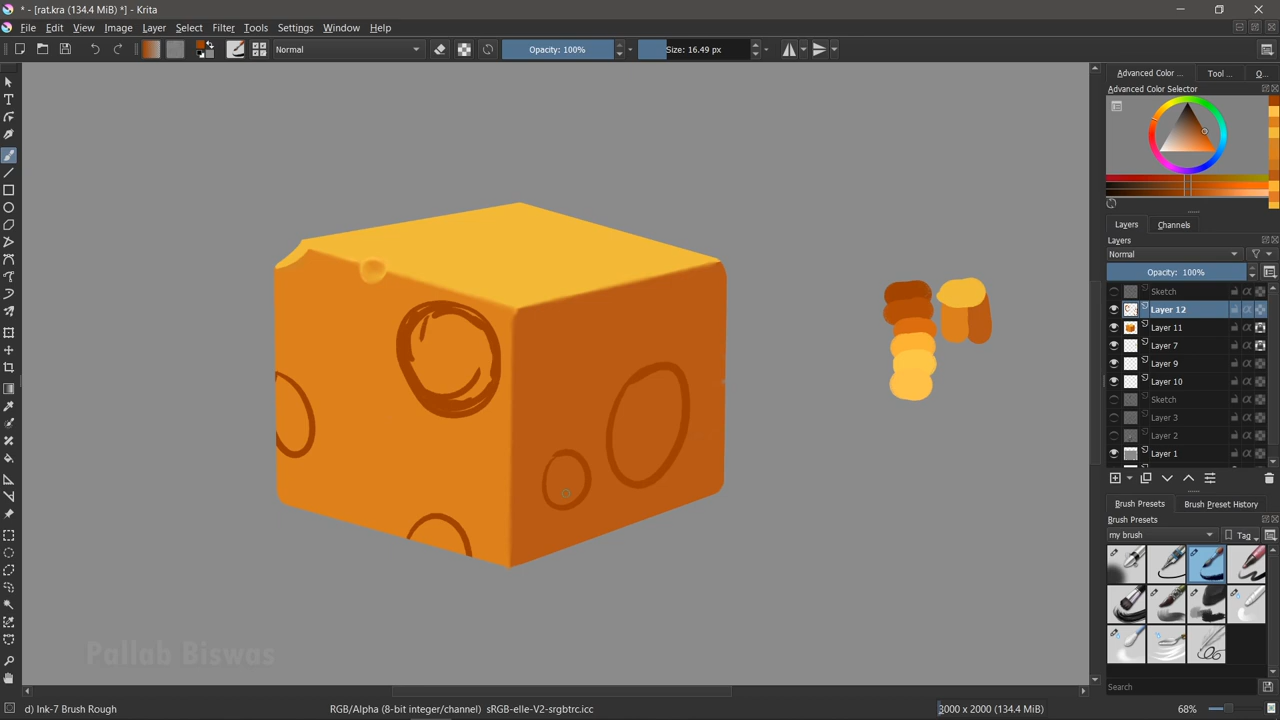 * - [rat.kra (134.4 MiB) *] - Krita
File Edit View Image Layer Select Filter Tools Settings Window Help
Normal Opacity: 100% Size: 16.49 px
Advanced Color ... Tool ... O...
Advanced Color Selector
Layers Channels
Layers
Normal
Opacity: 100%
Sketch
Layer 12
Layer 11
Layer 7
Layer 9
Layer 10
Sketch
Layer 3
Layer 2
Layer 1
Brush Presets Brush Preset History
Brush Presets
my brush Tag
Pallab Biswas
Search
d) Ink-7 Brush Rough RGB/Alpha (8-bit integer/channel) sRGB-elle-V2-srgbtrc.icc 3000 x 2000 (134.4 MiB) 68%